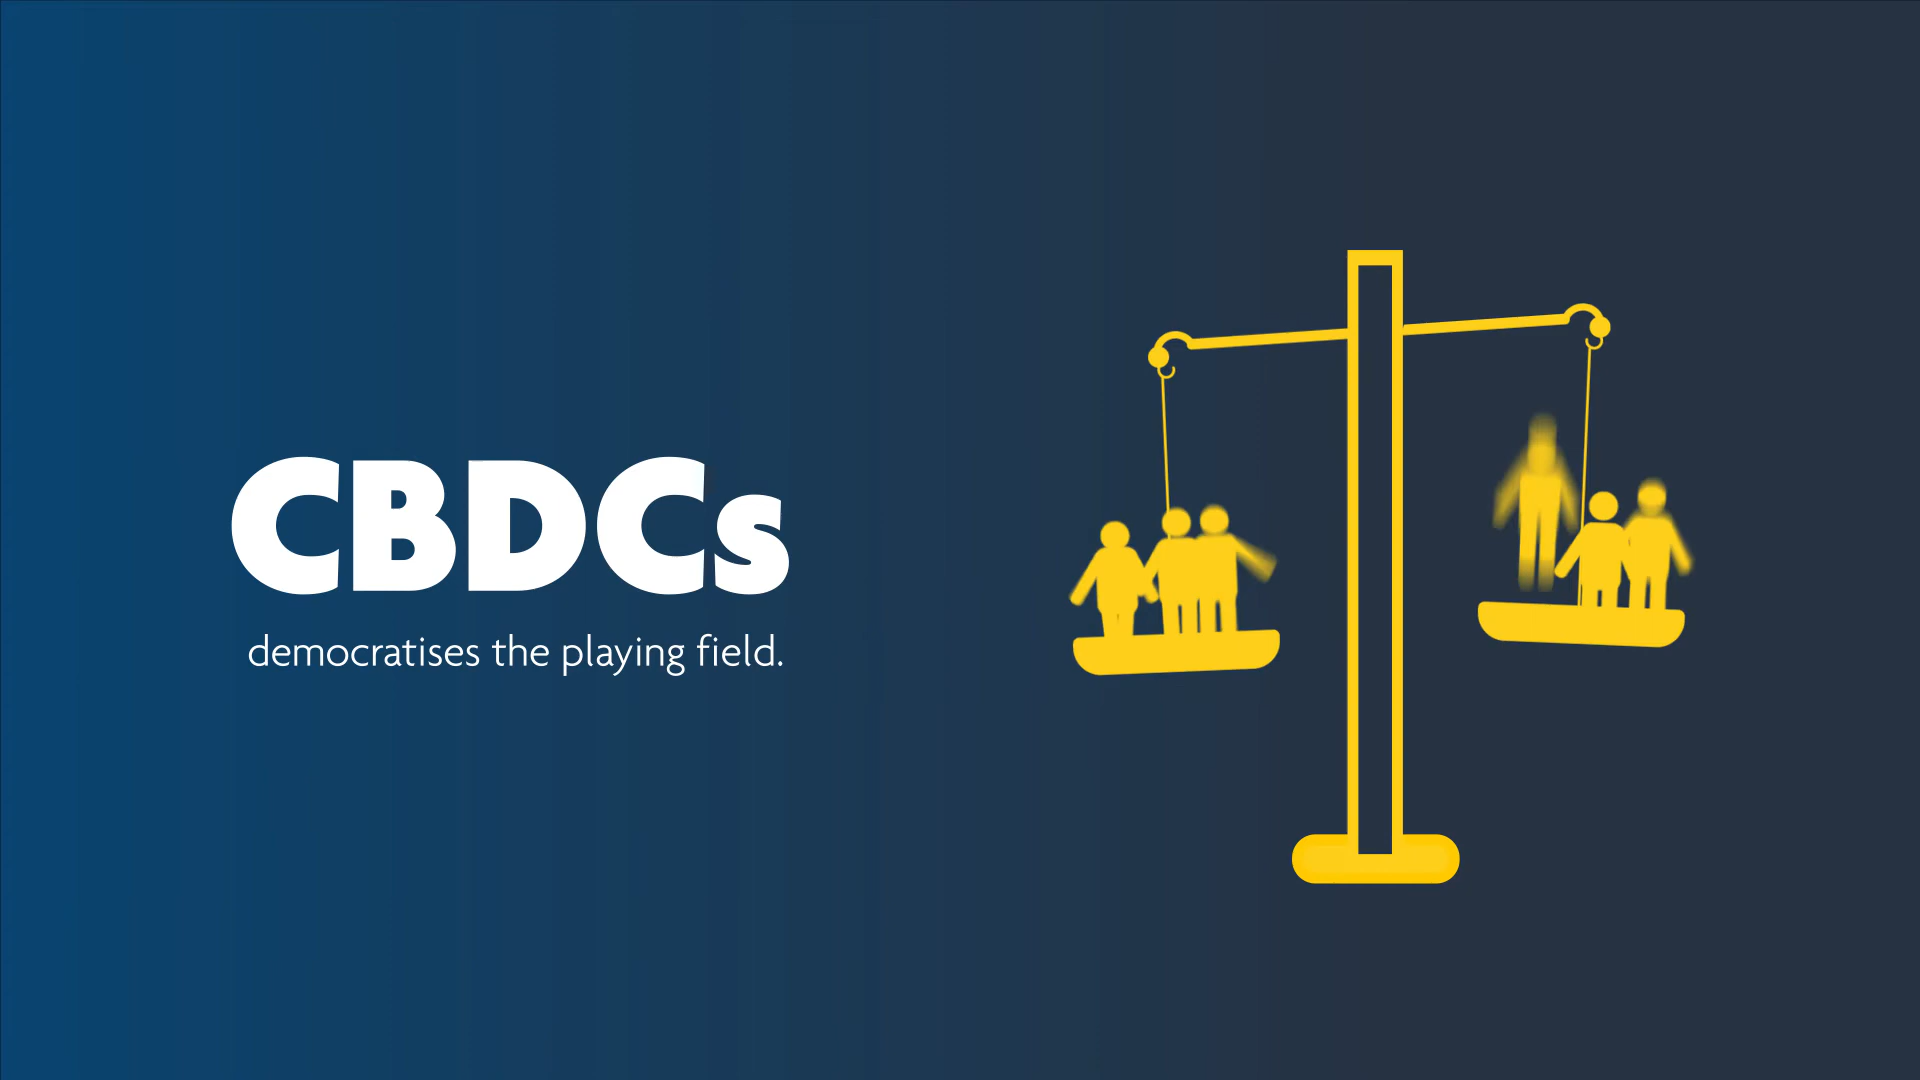 CBDCs
democratises the playing field.